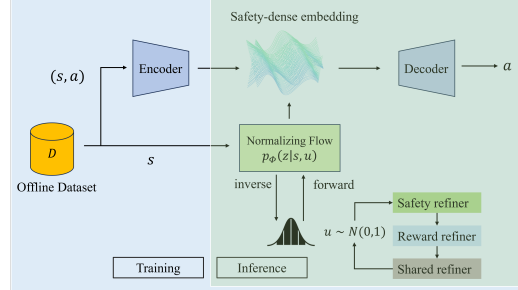 Safety-dense embedding
(s, a)
Encoder
Decoder
a
D
s
Normalizing Flow
p_Φ(z|s, u)
Offline Dataset
inverse
forward
u ~ N(0,1)
Safety refiner
Reward refiner
Shared refiner
Training
Inference